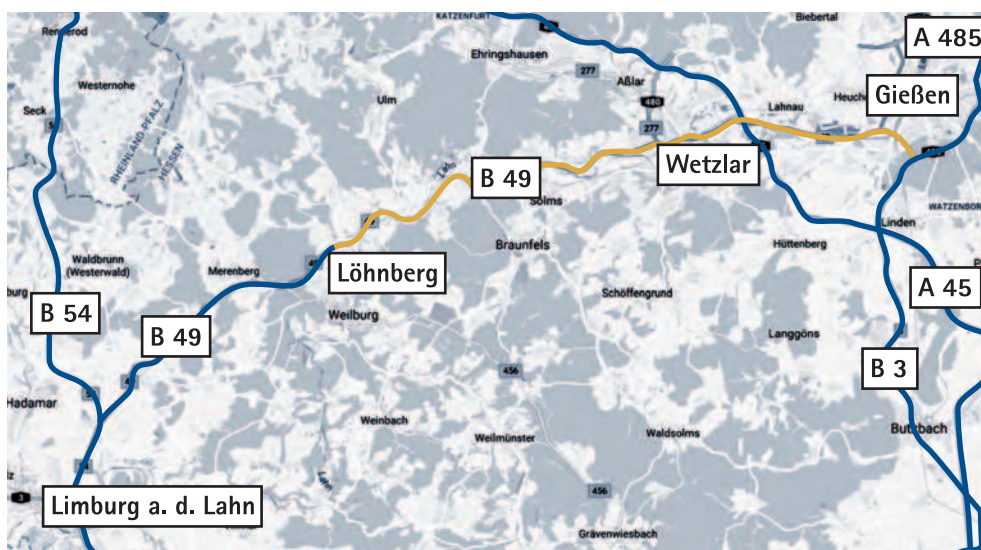 KATZENFURT
Biebertal
Rennerod
A 485
Ehringshausen
277
Aßlar
Westernohe
480
Lahnau
Gießen
Ulm
Seck
277
RHEINLAND-PFALZ
HESSEN
Wetzlar
B 49
Solms
Linden
Braunfels
Hüttenberg
Waldbrunn
(Westerwald)
Merenberg
Löhnberg
A 45
Schöffengrund
B 54
Weilburg
B 49
Langgöns
B 3
456
Hadamar
Weinbach
Butzbach
Weilmünster
Waldsolms
Lahn
3
456
Limburg a. d. Lahn
Grävenwiesbach